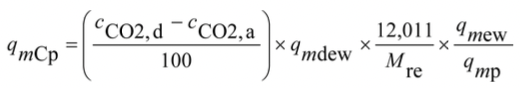 q_mCp = ((c_CO2,d − c_CO2,a) / 100) × q_mdew × (12,011 / M_re) × (q_mew / q_mp)